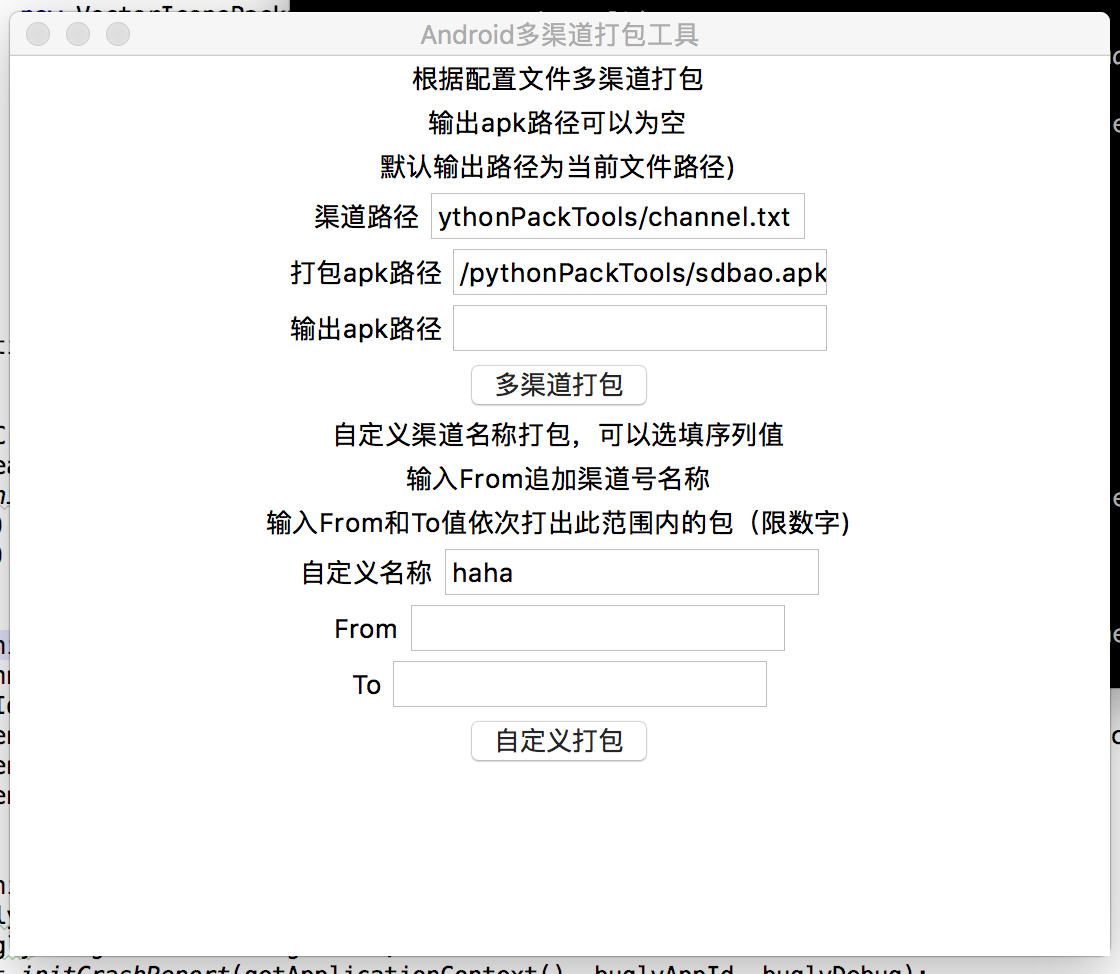 new VectorIconsPack
Android多渠道打包工具
根据配置文件多渠道打包
输出apk路径可以为空
默认输出路径为当前文件路径)
渠道路径 ythonPackTools/channel.txt
打包apk路径 /pythonPackTools/sdbao.apk
输出apk路径
多渠道打包
自定义渠道名称打包，可以选填序列值
输入From追加渠道号名称
输入From和To值依次打出此范围内的包（限数字)
自定义名称 haha
From
To
自定义打包
initCrashReport(getApplicationContext(), buglyAppId, buglyDebug);